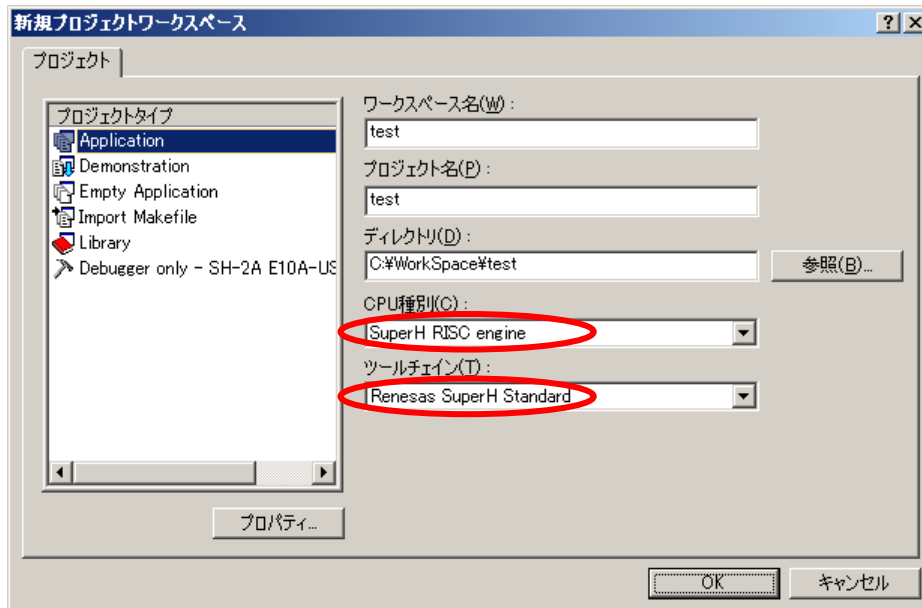 新規プロジェクトワークスペース
プロジェクト
プロジェクトタイプ
Application
Demonstration
Empty Application
Import Makefile
Library
Debugger only - SH-2A E10A-US
プロパティ...
ワークスペース名(W) :
test
プロジェクト名(P) :
test
ディレクトリ(D) :
C:¥WorkSpace¥test
参照(B)...
CPU種別(C) :
SuperH RISC engine
ツールチェイン(T) :
Renesas SuperH Standard
OK
キャンセル